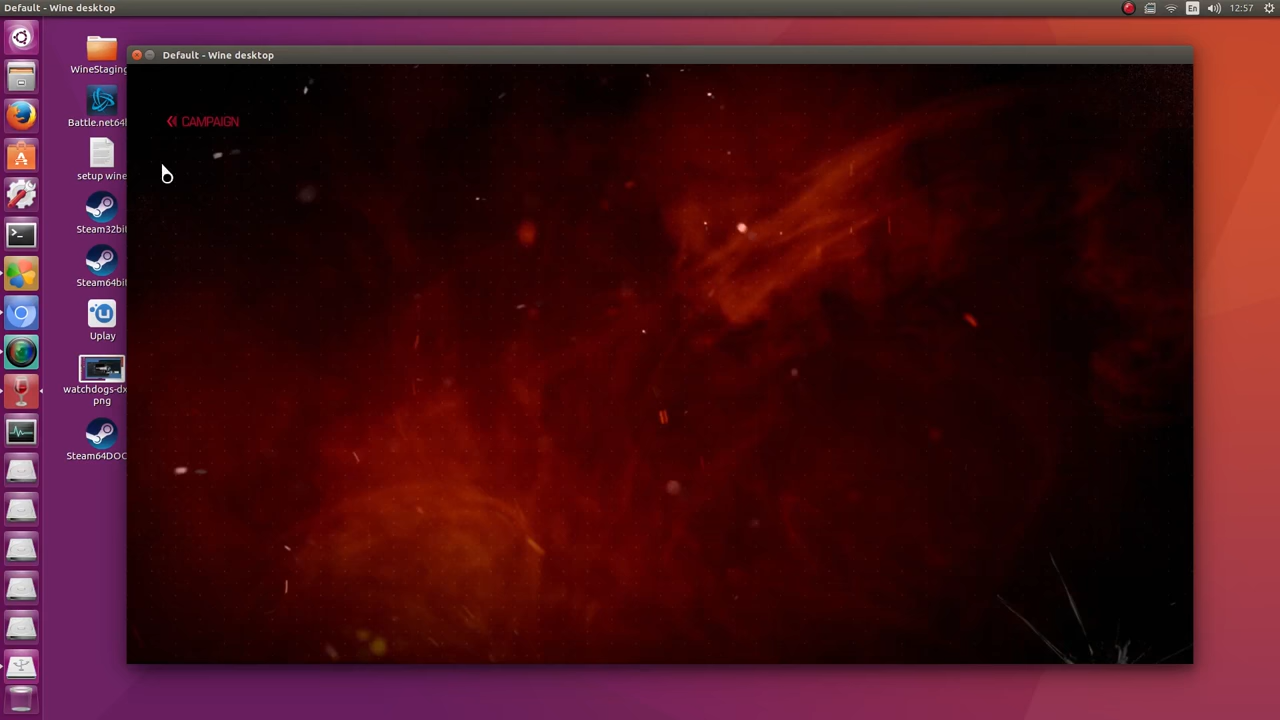 Default - Wine desktop
En
12:57
Default - Wine desktop
WineStaging
Battle.net64
setup wine
Steam32bit
Steam64bit
Uplay
watchdogs-dx
png
Steam64DOO
« CAMPAIGN